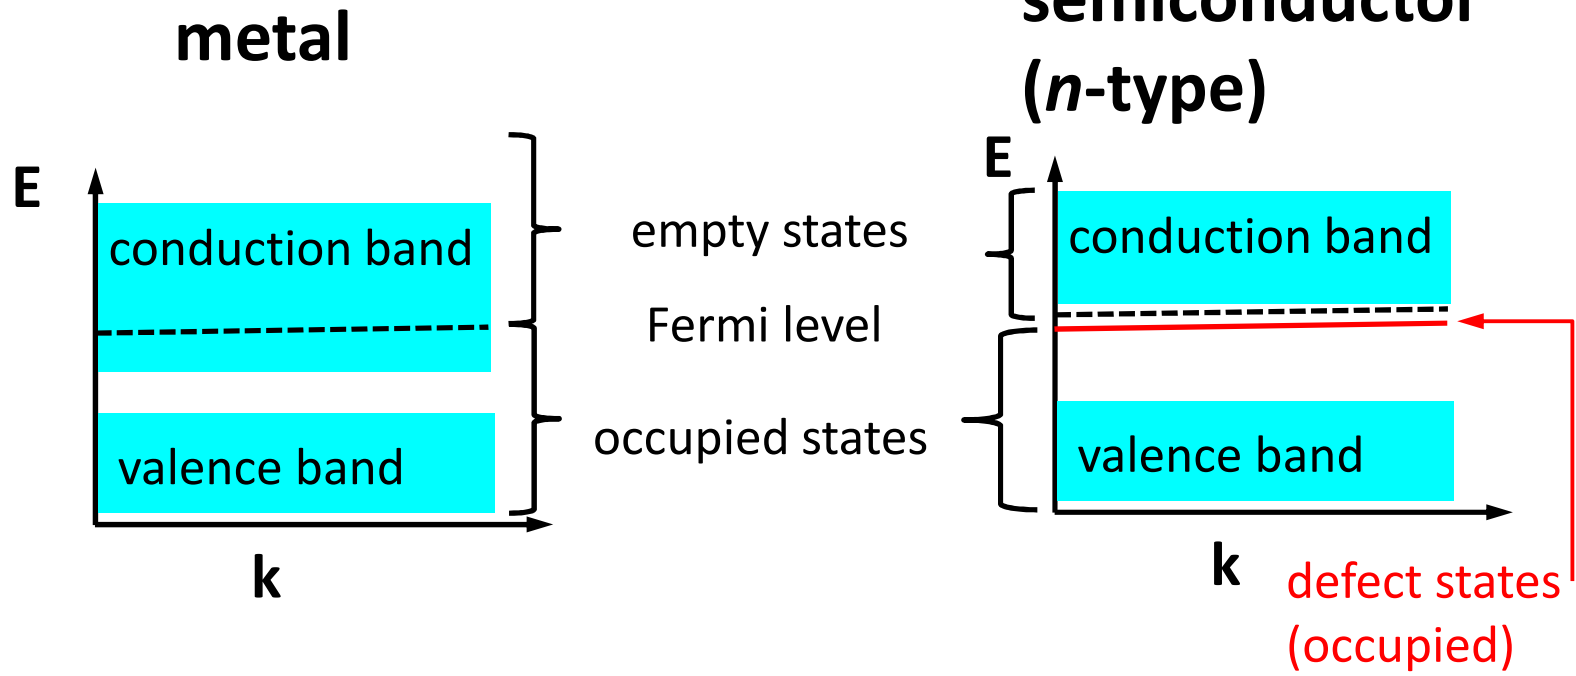 metal
semiconductor
(n-type)
E
conduction band
valence band
k
empty states
Fermi level
occupied states
E
conduction band
valence band
k
defect states
(occupied)